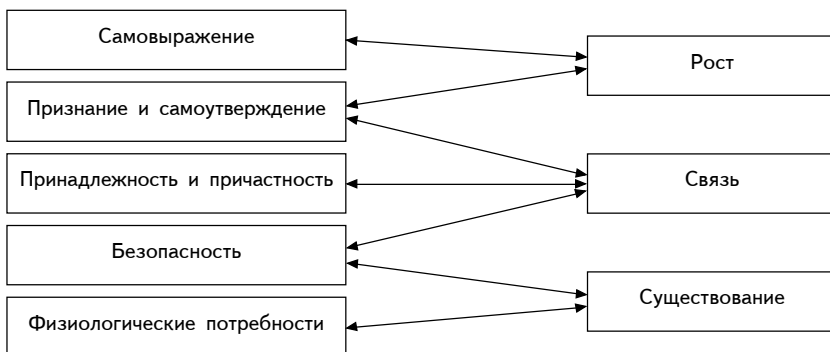 Самовыражение
Признание и самоутверждение
Принадлежность и причастность
Безопасность
Физиологические потребности
Рост
Связь
Существование